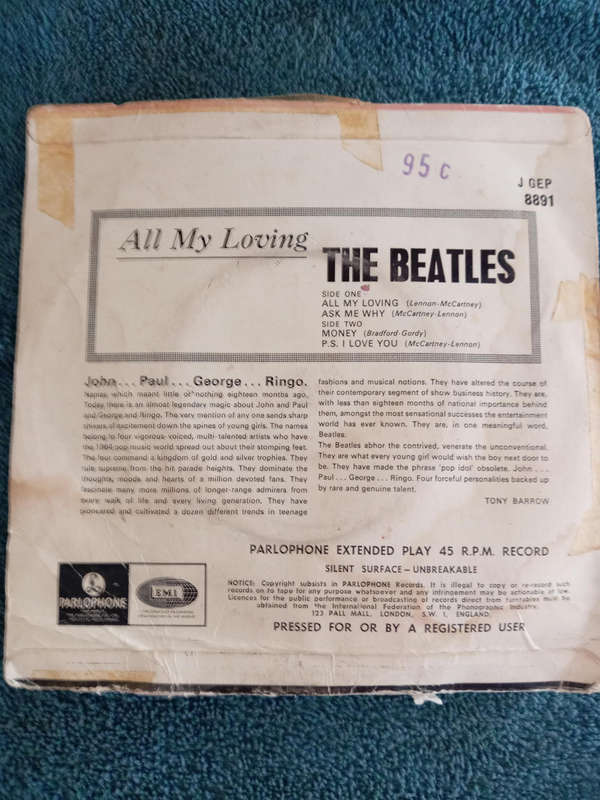 95 c
J GEP
8891
All My Loving
THE BEATLES
SIDE ONE
ALL MY LOVING (Lennon-McCartney)
ASK ME WHY (McCartney-Lennon)
SIDE TWO
MONEY (Bradford-Gordy)
P.S. I LOVE YOU (McCartney-Lennon)
John... Paul... George... Ringo.
Names which meant little or nothing eighteen months ago.
Today there is an almost legendary magic about John and Paul
and George and Ringo. The very mention of any one sends sharp
shivers of excitement down the spines of young girls. The names
belong to four vigorous-voiced, multi-talented artists who have
the 1964 pop music world spread out about their stomping feet.
The four command a kingdom of gold and silver trophies. They
rule supreme from the hit parade heights. They dominate the
thoughts, moods and hearts of a million devoted fans. They
fascinate many more millions of longer-range admirers from
every walk of life and every living generation. They have
pioneered and cultivated a dozen different trends in teenage
fashions and musical notions. They have altered the course of
their contemporary segment of show business history. They are,
with less than eighteen months of national importance behind
them, amongst the most sensational successes the entertainment
world has ever known. They are, in one meaningful word,
Beatles.
The Beatles abhor the contrived, venerate the unconventional.
They are what every young girl would wish the boy next door to
be. They have made the phrase 'pop idol' obsolete. John...
Paul... George... Ringo. Four forceful personalities backed up
by rare and genuine talent.
TONY BARROW
PARLOPHONE EXTENDED PLAY 45 R.P.M. RECORD
SILENT SURFACE – UNBREAKABLE
NOTICE: Copyright subsists in PARLOPHONE Records. It is illegal to copy or re-record such
records on to tape for any purpose whatsoever and any infringement may be actionable at law.
Licences for the public performance or broadcasting of records direct from turntables must be
obtained from the International Federation of the Phonographic Industry,
123 PALL MALL, LONDON, S.W. 1, ENGLAND.
PRESSED FOR OR BY A REGISTERED USER
PARLOPHONE
EMI